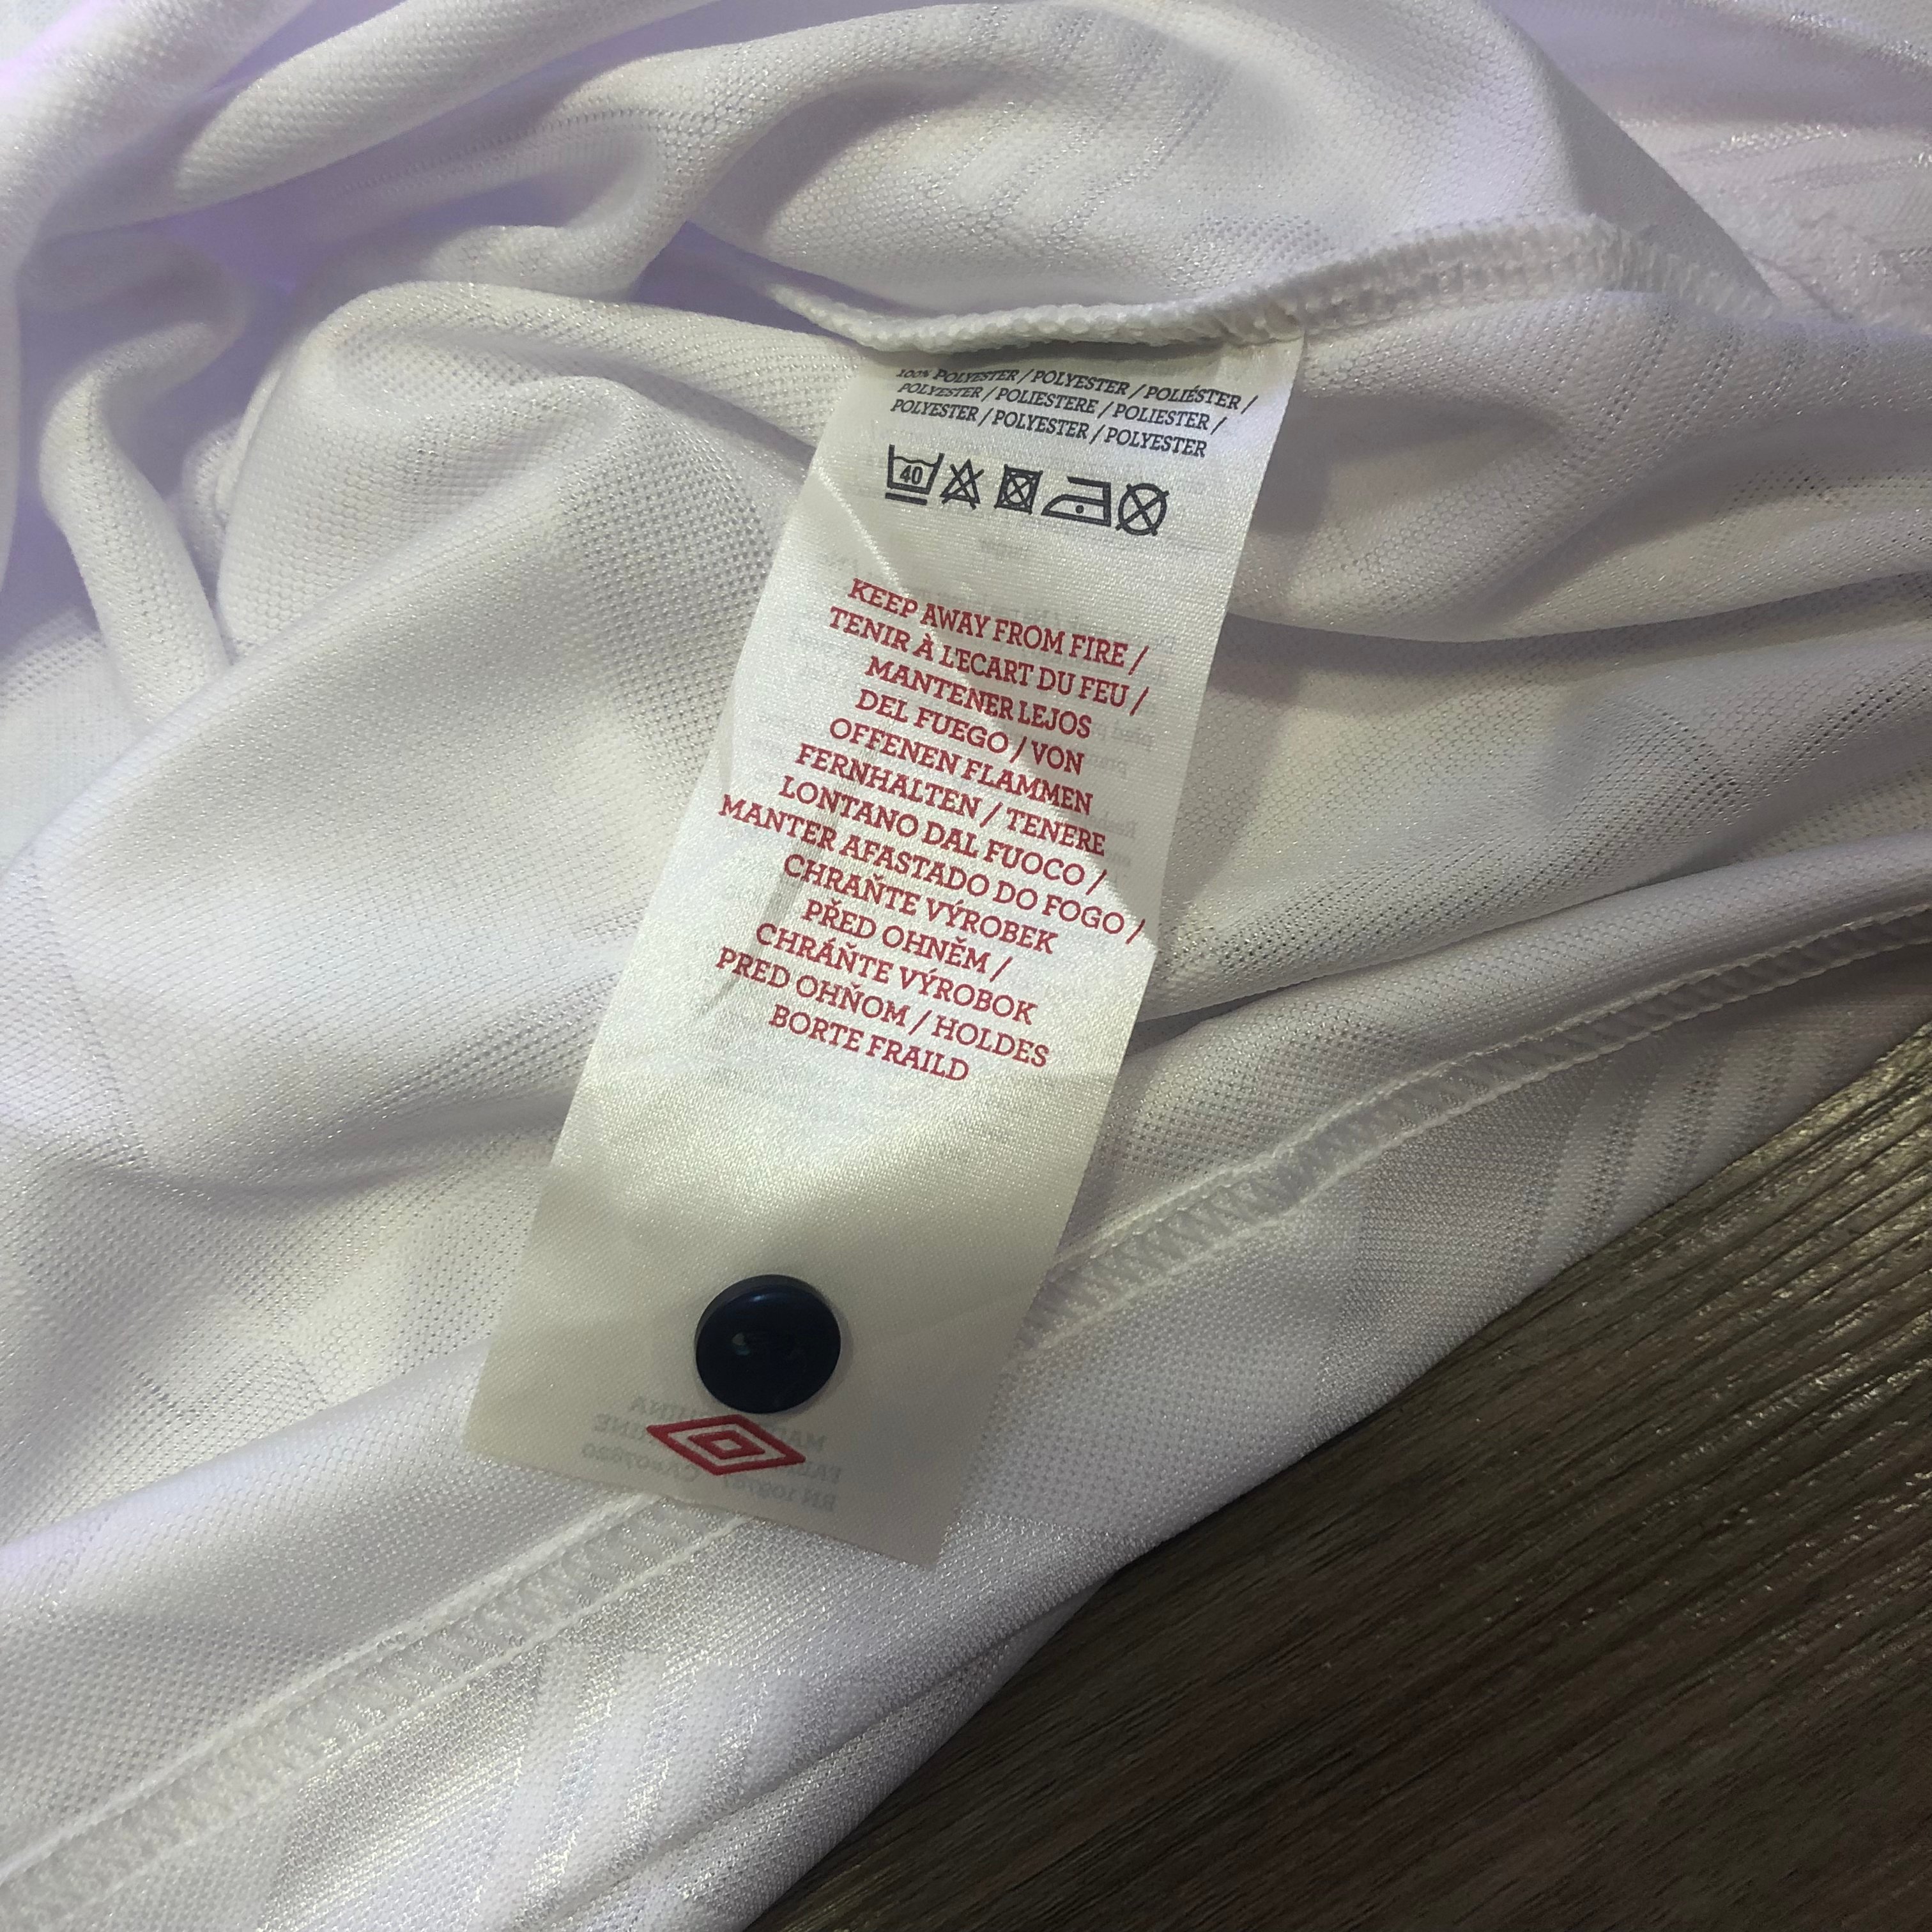 100% POLYESTER / POLYESTER / POLIÉSTER /
POLYESTER / POLIESTERE / POLIESTER /
POLYESTER / POLYESTER / POLYESTER
40
KEEP AWAY FROM FIRE /
TENIR À L'ECART DU FEU /
MANTENER LEJOS
DEL FUEGO / VON
OFFENEN FLAMMEN
FERNHALTEN / TENERE
LONTANO DAL FUOCO /
MANTER AFASTADO DO FOGO /
CHRAŇTE VÝROBEK
PŘED OHNĚM /
CHRÁŇTE VÝROBOK
PRED OHŇOM / HOLDES
BORTE FRAILD